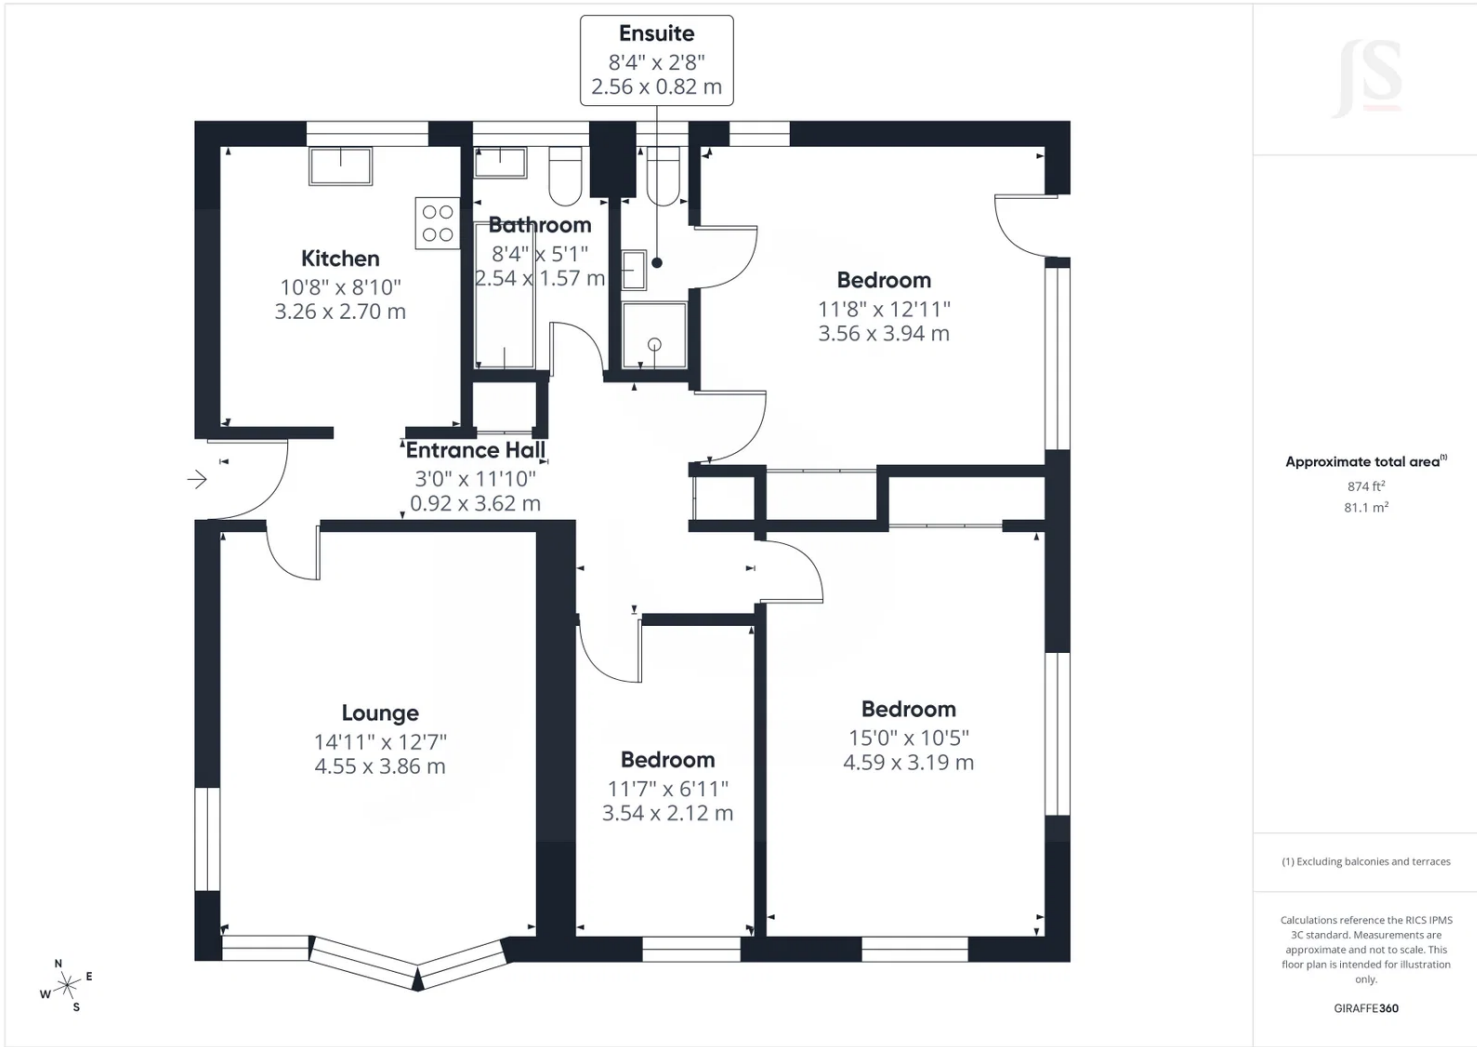 Ensuite
8'4" x 2'8"
2.56 x 0.82 m
JS
Kitchen
10'8" x 8'10"
3.26 x 2.70 m
Bathroom
8'4" x 5'1"
2.54 x 1.57 m
Bedroom
11'8" x 12'11"
3.56 x 3.94 m
Entrance Hall
3'0" x 11'10"
0.92 x 3.62 m
Lounge
14'11" x 12'7"
4.55 x 3.86 m
Bedroom
11'7" x 6'11"
3.54 x 2.12 m
Bedroom
15'0" x 10'5"
4.59 x 3.19 m
N
E
W
S
Approximate total area⁽¹⁾
874 ft²
81.1 m²
(1) Excluding balconies and terraces
Calculations reference the RICS IPMS
3C standard. Measurements are
approximate and not to scale. This
floor plan is intended for illustration
only.
GIRAFFE360